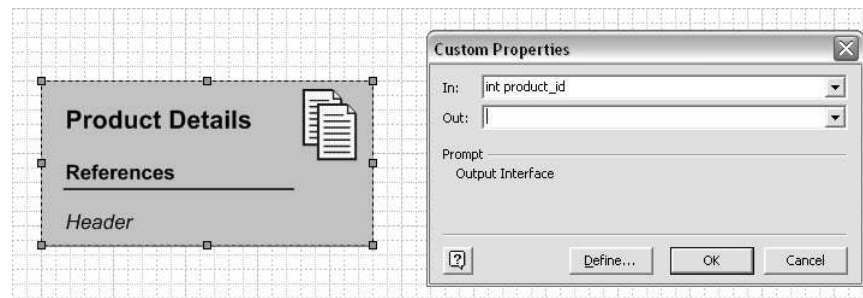 Product Details
References
Header
Custom Properties
In: int product_id
Out:
Prompt
Output Interface
Define... OK Cancel